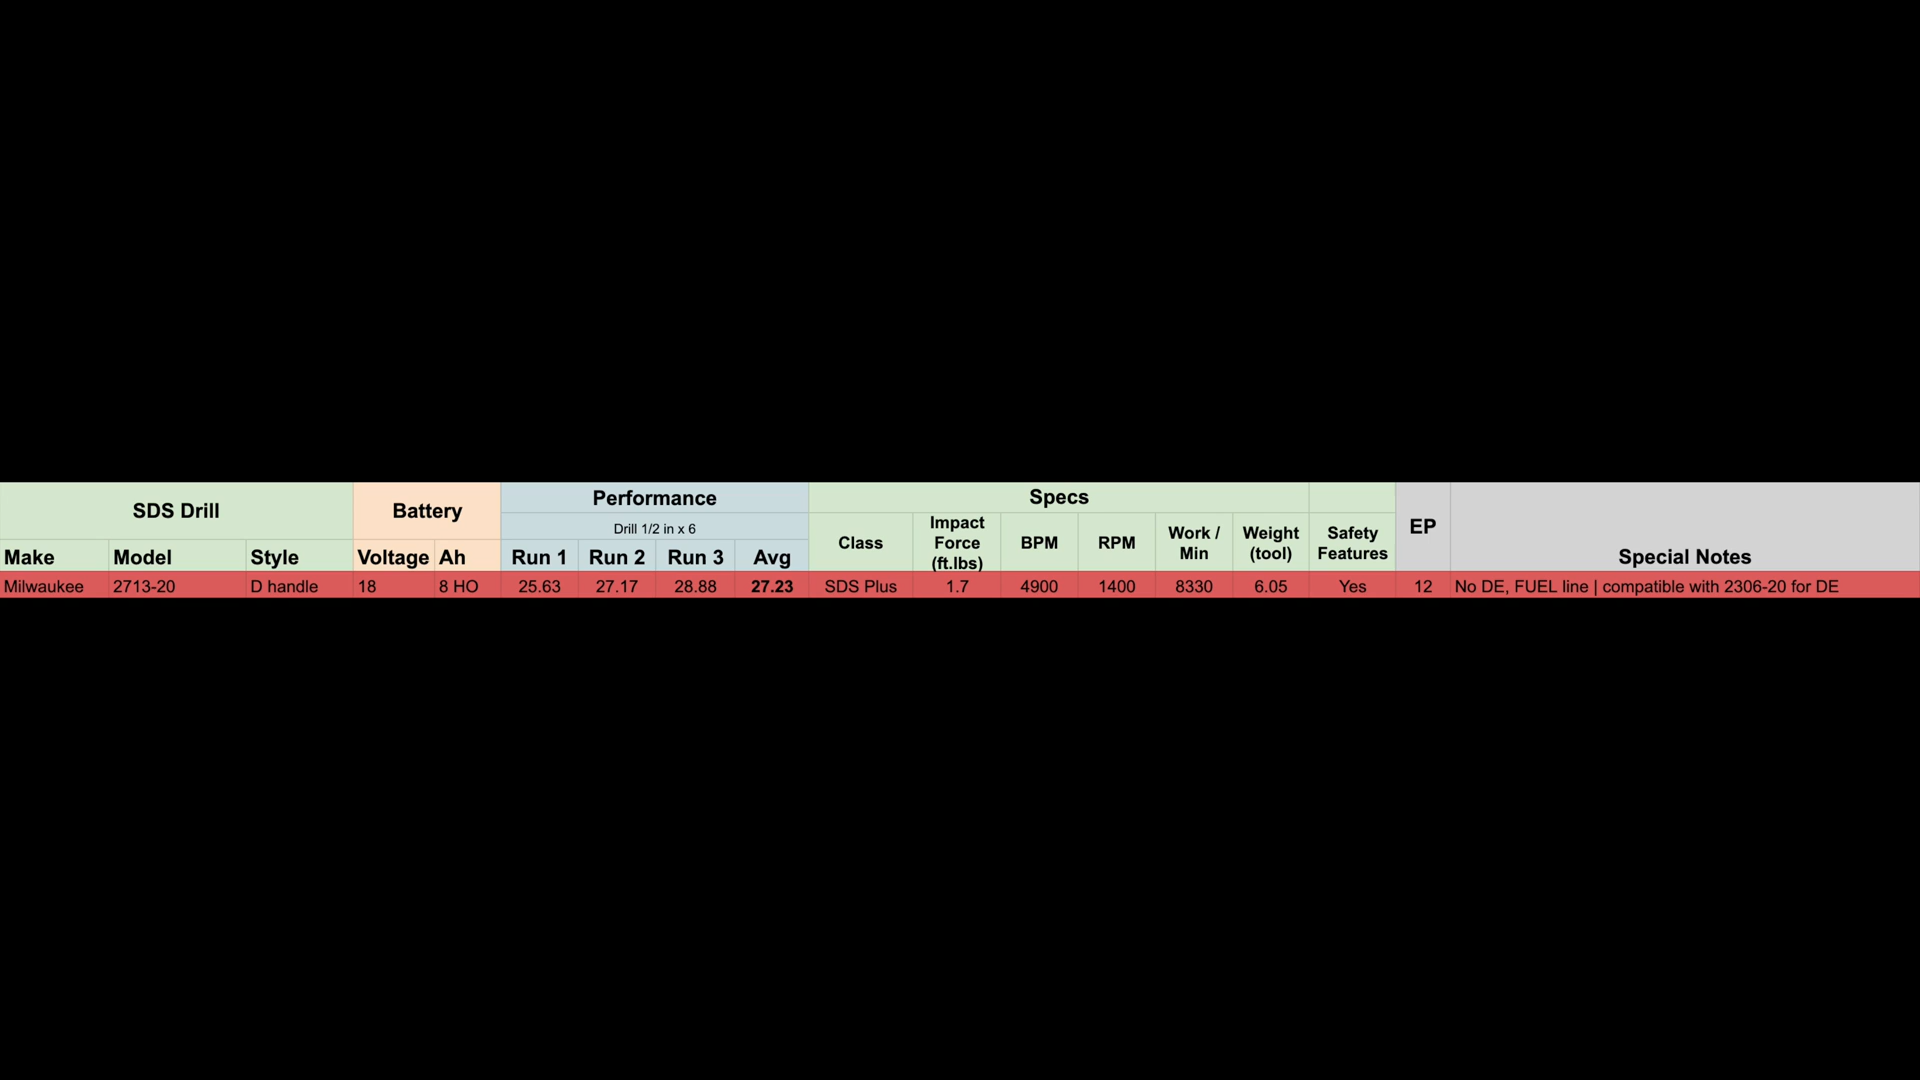 SDS Drill Battery Performance Specs EP
Drill 1/2 in x 6
Class Impact Force (ft.lbs) BPM RPM Work / Min Weight (tool) Safety Features
Make Model Style Voltage Ah Run 1 Run 2 Run 3 Avg Special Notes
Milwaukee 2713-20 D handle 18 8 HO 25.63 27.17 28.88 27.23 SDS Plus 1.7 4900 1400 8330 6.05 Yes 12 No DE, FUEL line | compatible with 2306-20 for DE